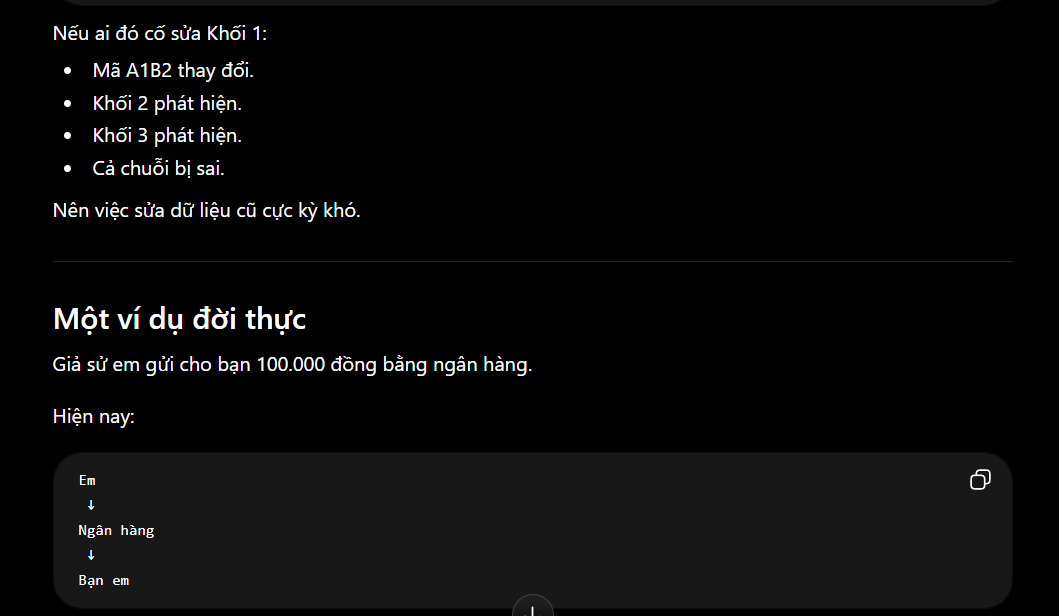 Nếu ai đó cố sửa Khối 1:
Mã A1B2 thay đổi.
Khối 2 phát hiện.
Khối 3 phát hiện.
Cả chuỗi bị sai.
Nên việc sửa dữ liệu cũ cực kỳ khó.
Một ví dụ đời thực
Giả sử em gửi cho bạn 100.000 đồng bằng ngân hàng.
Hiện nay:
Em
↓
Ngân hàng
↓
Bạn em